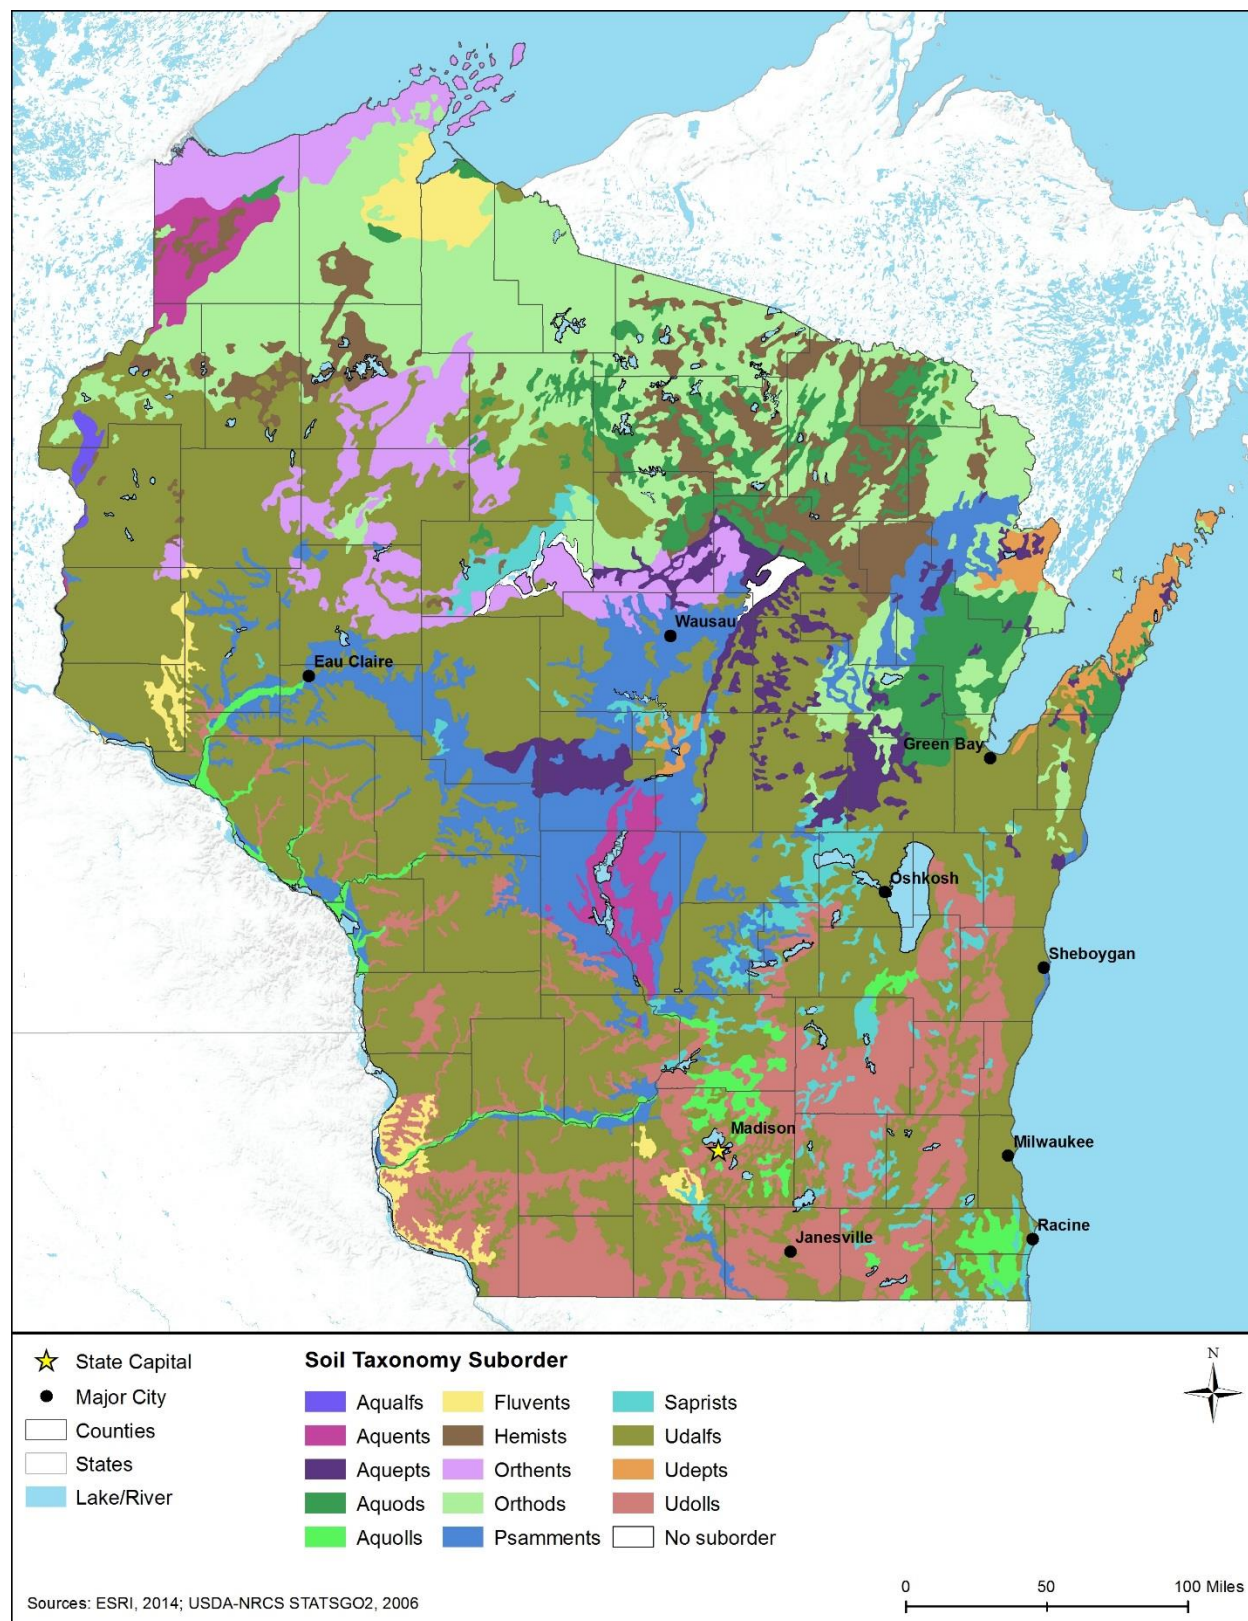 Wausau
Eau Claire
Green Bay
Oshkosh
Sheboygan
Madison
Milwaukee
Janesville
Racine
State Capital
Major City
Counties
States
Lake/River
Soil Taxonomy Suborder
Aqualfs
Aquents
Aquepts
Aquods
Aquolls
Fluvents
Hemists
Orthents
Orthods
Psamments
Saprists
Udalfs
Udepts
Udolls
No suborder
N
0 50 100 Miles
Sources: ESRI, 2014; USDA-NRCS STATSGO2, 2006